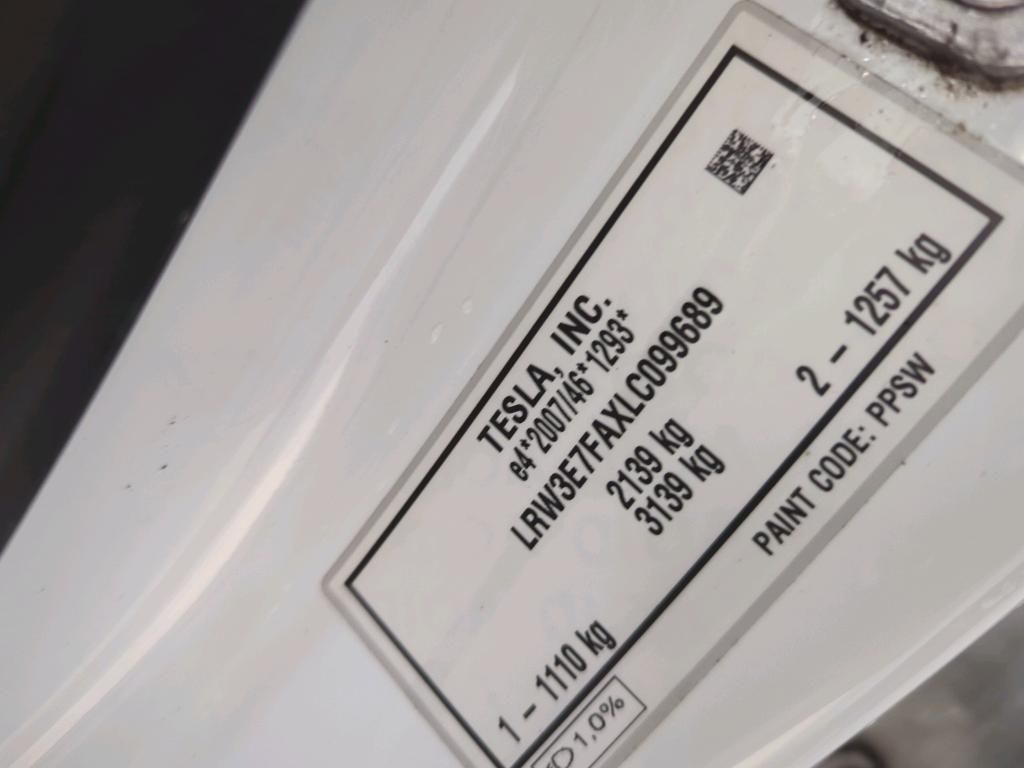 TESLA, INC.
e4*2007/46*1293*
LRW3E7FAXLC099689
2139 kg
3139 kg
1 – 1110 kg
2 – 1257 kg
1,0%
PAINT CODE: PPSW